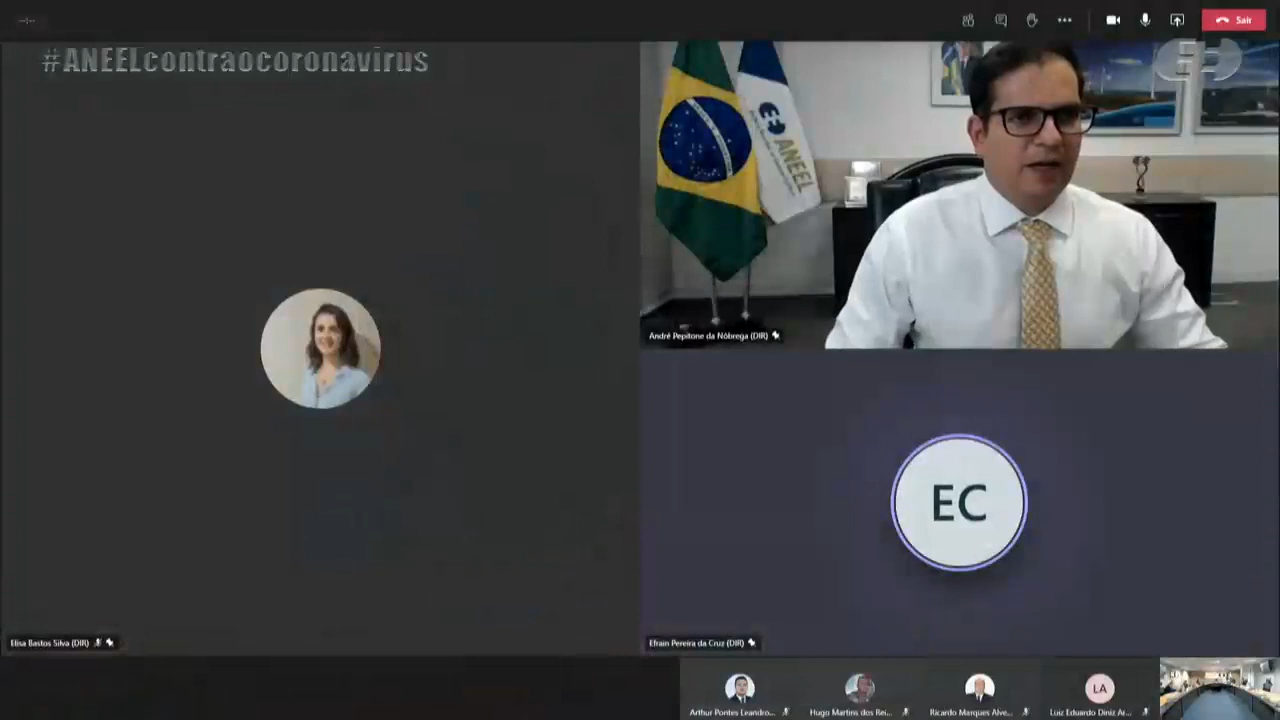 Sair
#ANEELcontraocoronavírus
ANEEL
André Pepitone da Nóbrega (DIR)
EC
Elisa Bastos Silva (DIR)
Efrain Pereira da Cruz (DIR)
LA
Arthur Pontes Leandro...
Hugo Martins dos Rei...
Ricardo Marques Alve...
Luiz Eduardo Diniz Ar...